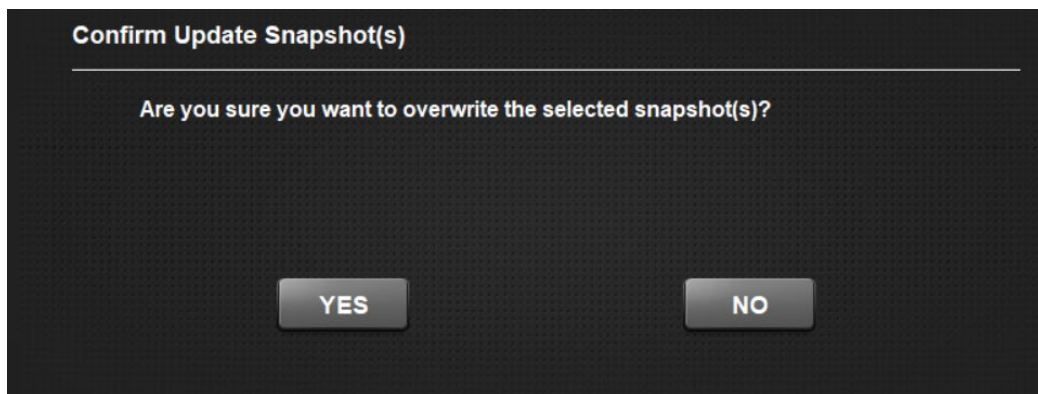 Confirm Update Snapshot(s)
Are you sure you want to overwrite the selected snapshot(s)?
YES
NO